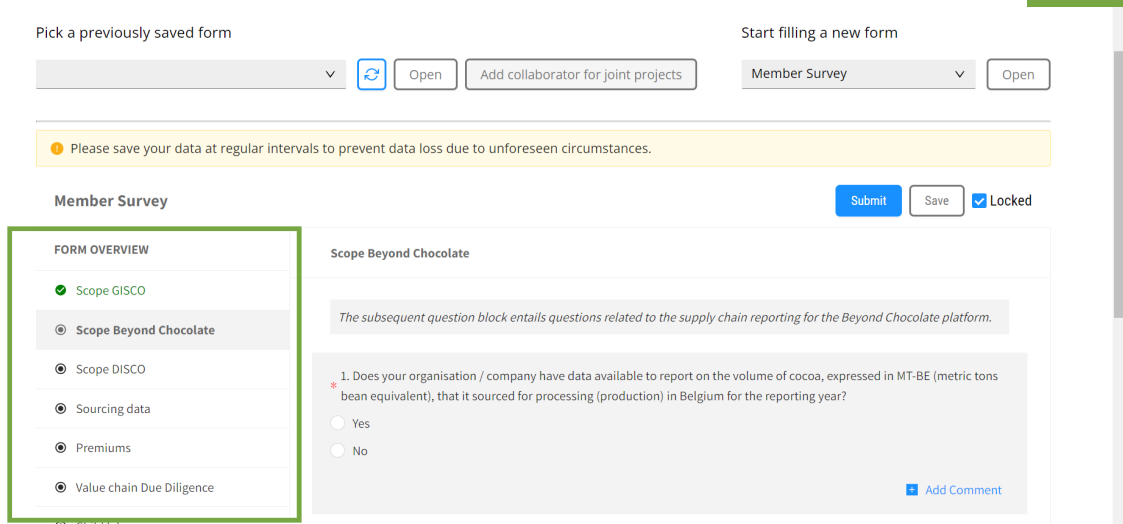 Pick a previously saved form
Start filling a new form
Open
Add collaborator for joint projects
Member Survey
Open
Please save your data at regular intervals to prevent data loss due to unforeseen circumstances.
Member Survey
Submit
Save
Locked
FORM OVERVIEW
Scope GISCO
Scope Beyond Chocolate
Scope DISCO
Sourcing data
Premiums
Value chain Due Diligence
Scope Beyond Chocolate
The subsequent question block entails questions related to the supply chain reporting for the Beyond Chocolate platform.
* 1. Does your organisation / company have data available to report on the volume of cocoa, expressed in MT-BE (metric tons
bean equivalent), that it sourced for processing (production) in Belgium for the reporting year?
Yes
No
Add Comment